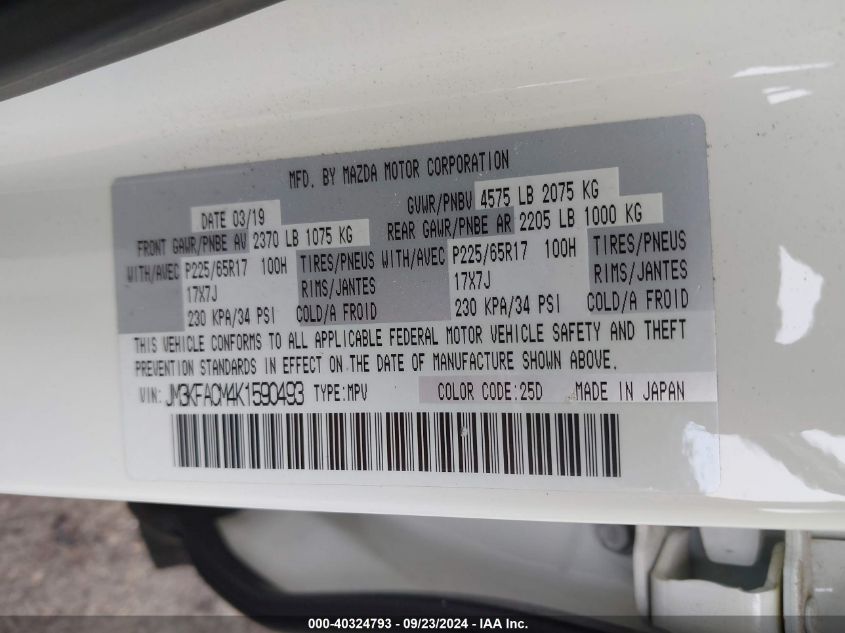 MFD. BY MAZDA MOTOR CORPORATION
DATE 03/19 GVWR/PNBV 4575 LB 2075 KG
FRONT GAWR/PNBE AV 2370 LB 1075 KG REAR GAWR/PNBE AR 2205 LB 1000 KG
WITH/AVEC P225/65R17 100H TIRES/PNEUS WITH/AVEC P225/65R17 100H TIRES/PNEUS
17X7J RIMS/JANTES 17X7J RIMS/JANTES
230 KPA/34 PSI COLD/A FROID 230 KPA/34 PSI COLD/A FROID
THIS VEHICLE CONFORMS TO ALL APPLICABLE FEDERAL MOTOR VEHICLE SAFETY AND THEFT
PREVENTION STANDARDS IN EFFECT ON THE DATE OF MANUFACTURE SHOWN ABOVE.
VIN: JM3KFACM4K1590493 TYPE:MPV COLOR CODE:25D MADE IN JAPAN
000-40324793 - 09/23/2024 - IAA Inc.